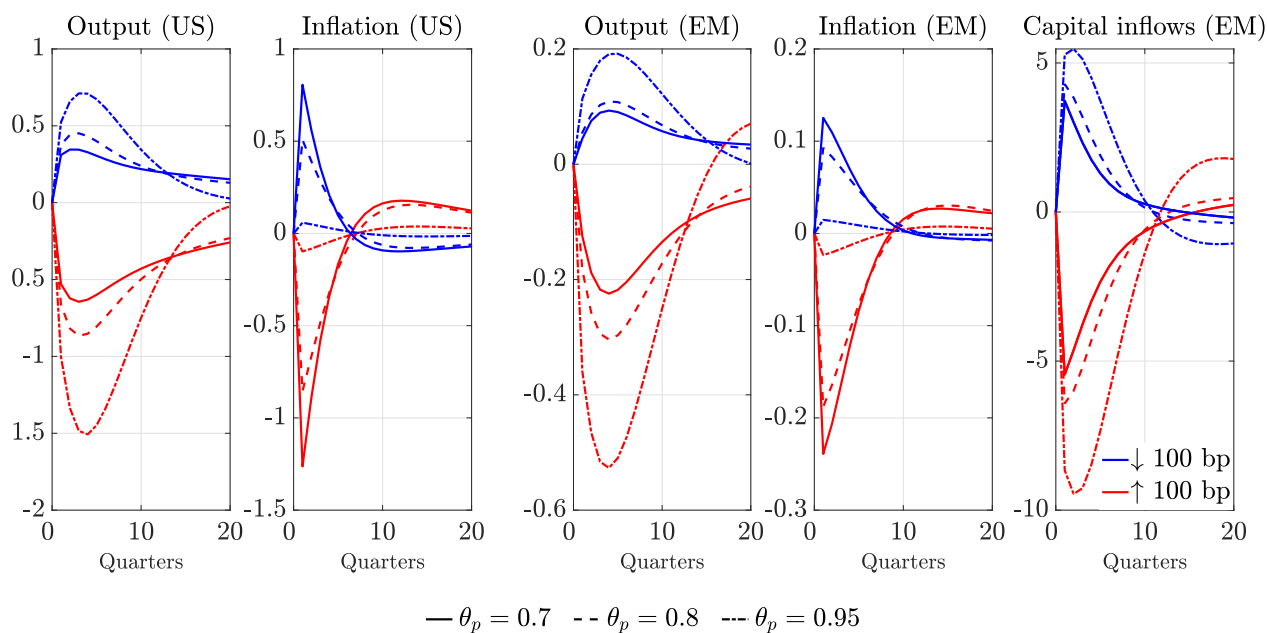 Output (US) Inflation (US) Output (EM) Inflation (EM) Capital inflows (EM)
1 1 0.2 0.2 5
0.5 0.5 0 0.1 0
0 0 -0.2 0 -5
0.5 -0.5 -0.4 -0.1 -10
-1 -1 -0.6 -0.2
1.5 -1.5 -0.3
-2
0 10 20 0 10 20 0 10 20 0 10 20 0 10 20
Quarters Quarters Quarters Quarters Quarters
↓ 100 bp
↑ 100 bp
θp = 0.7 θp = 0.8 θp = 0.95